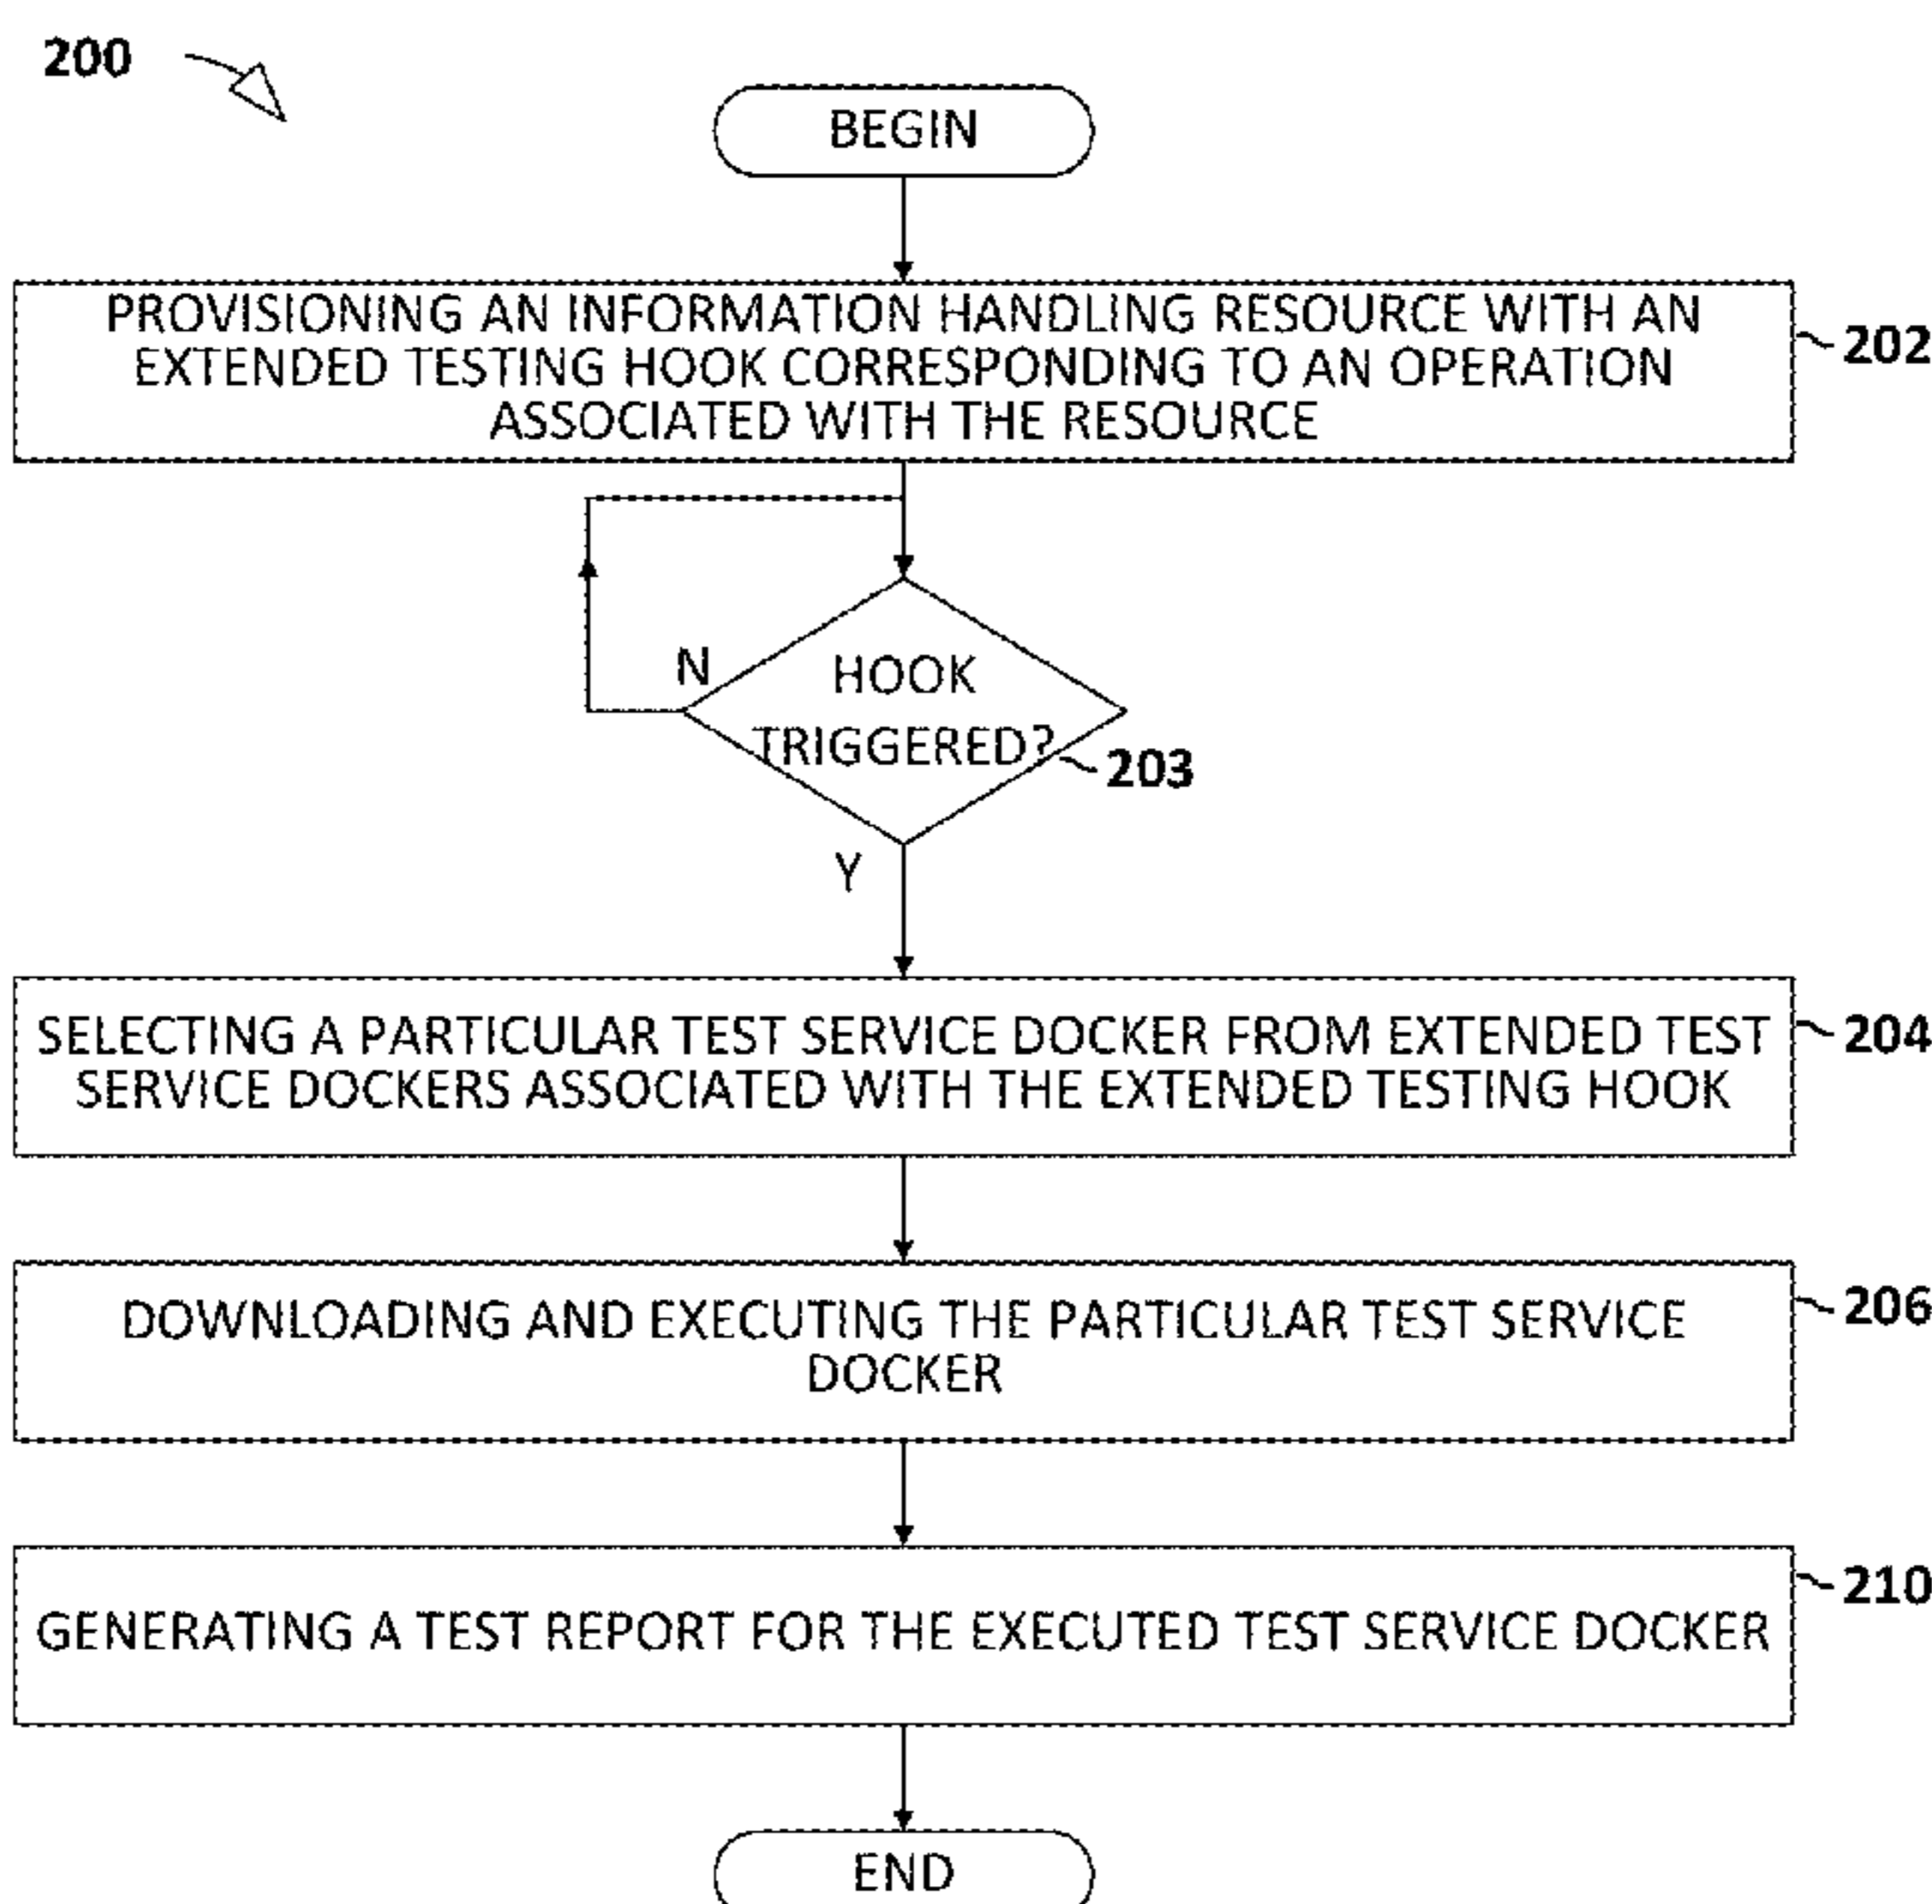 200
BEGIN
PROVISIONING AN INFORMATION HANDLING RESOURCE WITH AN
EXTENDED TESTING HOOK CORRESPONDING TO AN OPERATION
ASSOCIATED WITH THE RESOURCE
202
N
HOOK
TRIGGERED?
203
Y
SELECTING A PARTICULAR TEST SERVICE DOCKER FROM EXTENDED TEST
SERVICE DOCKERS ASSOCIATED WITH THE EXTENDED TESTING HOOK
204
DOWNLOADING AND EXECUTING THE PARTICULAR TEST SERVICE
DOCKER
206
GENERATING A TEST REPORT FOR THE EXECUTED TEST SERVICE DOCKER
210
END